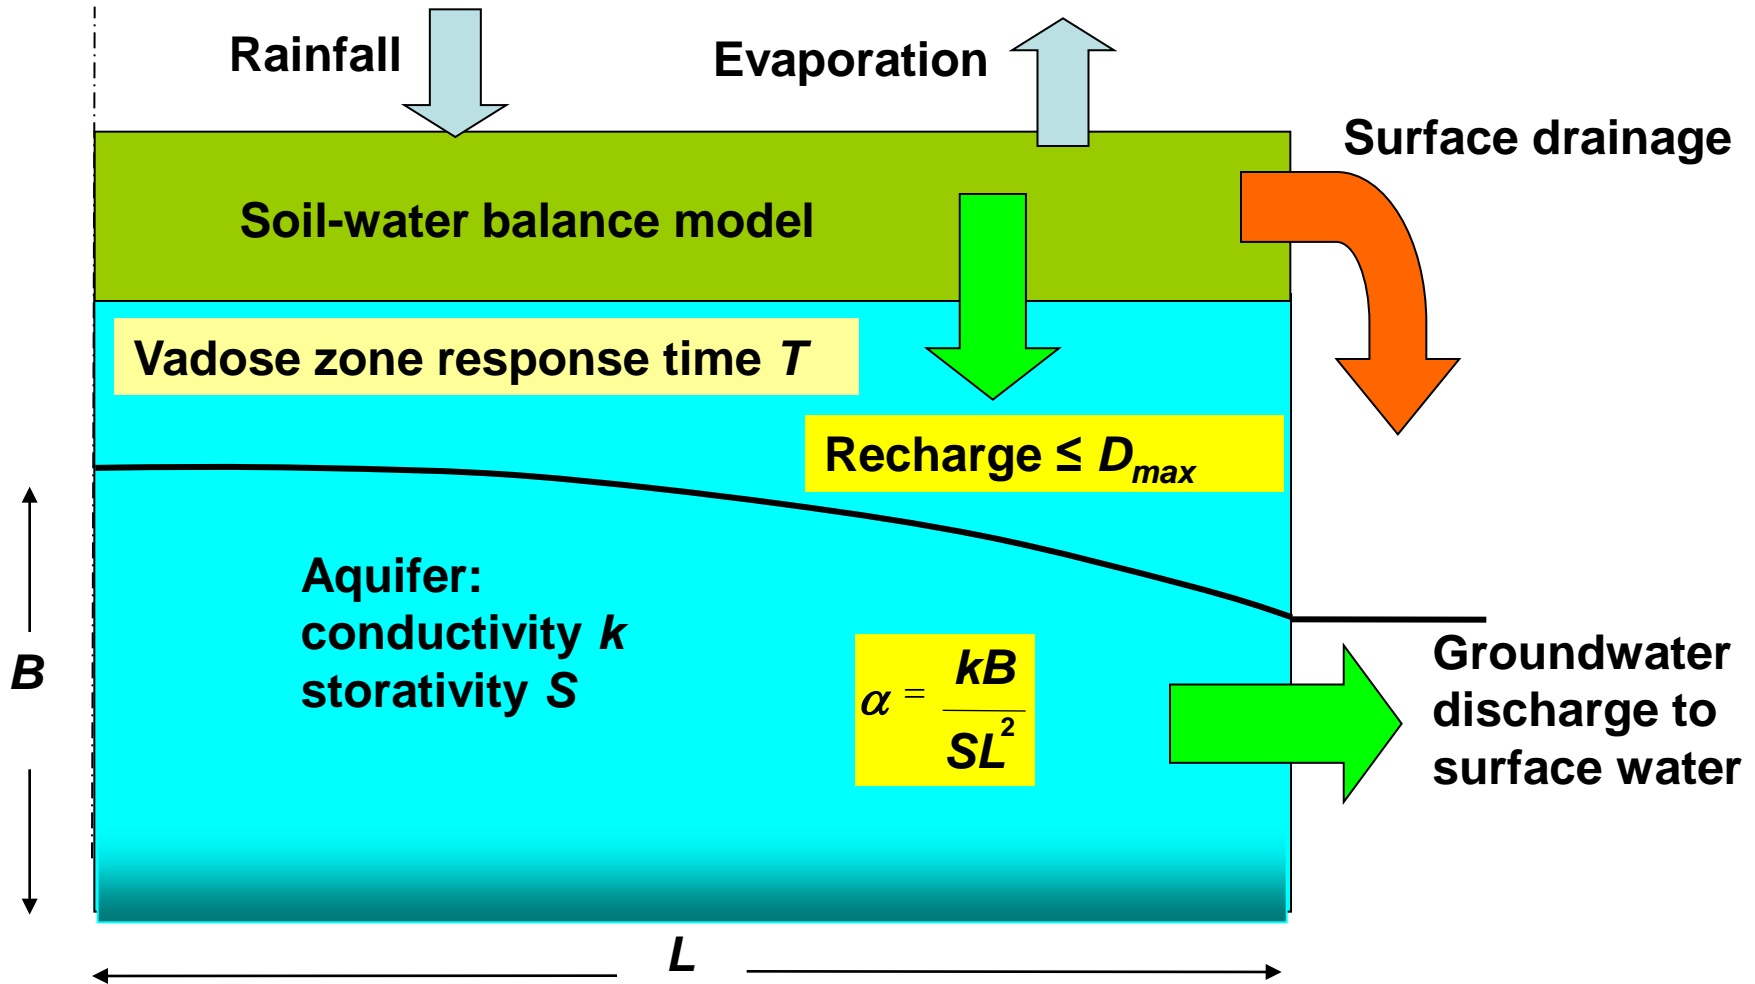 Rainfall
Evaporation
Surface drainage
Soil-water balance model
Vadose zone response time T
Recharge ≤ Dmax
Aquifer:
conductivity k
storativity S
B
α = kB
SL²
Groundwater
discharge to
surface water
L